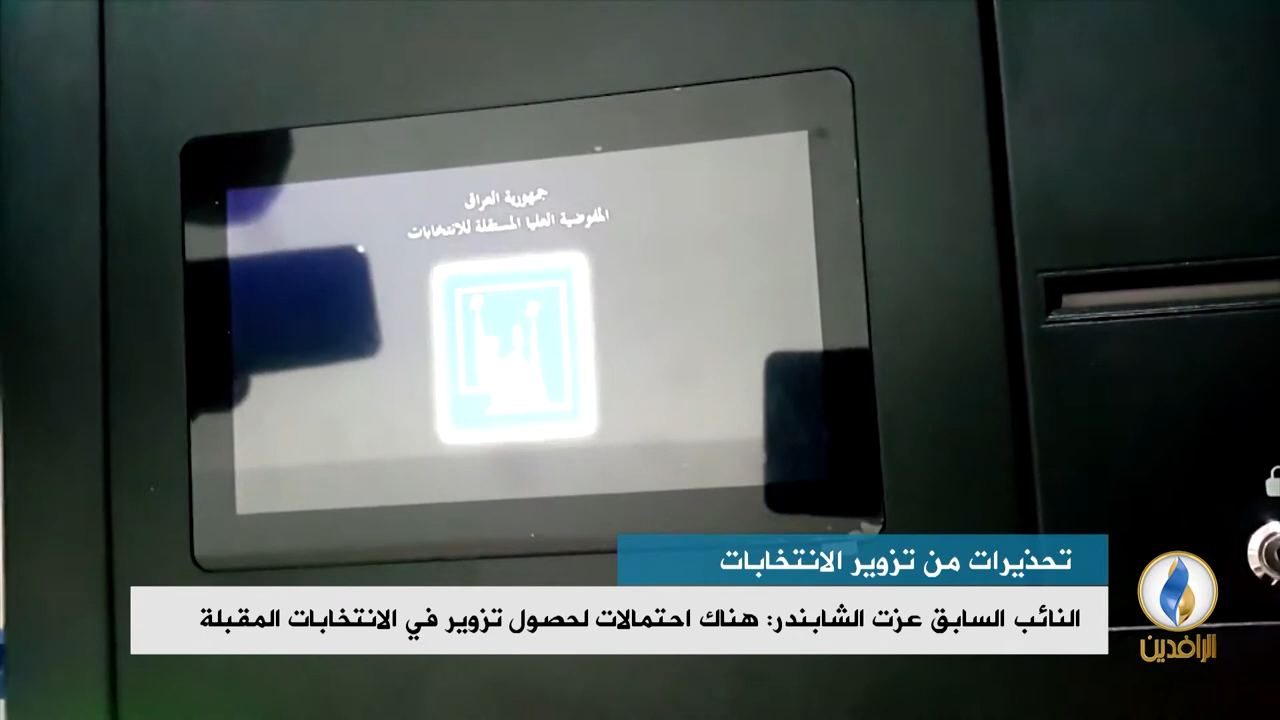 جمهورية العراق
المفوضية العليا المستقلة للانتخابات
تحذيرات من تزوير الانتخابات
النائب السابق عزت الشابندر: هناك احتمالات لحصول تزوير في الانتخابات المقبلة
الرافدين